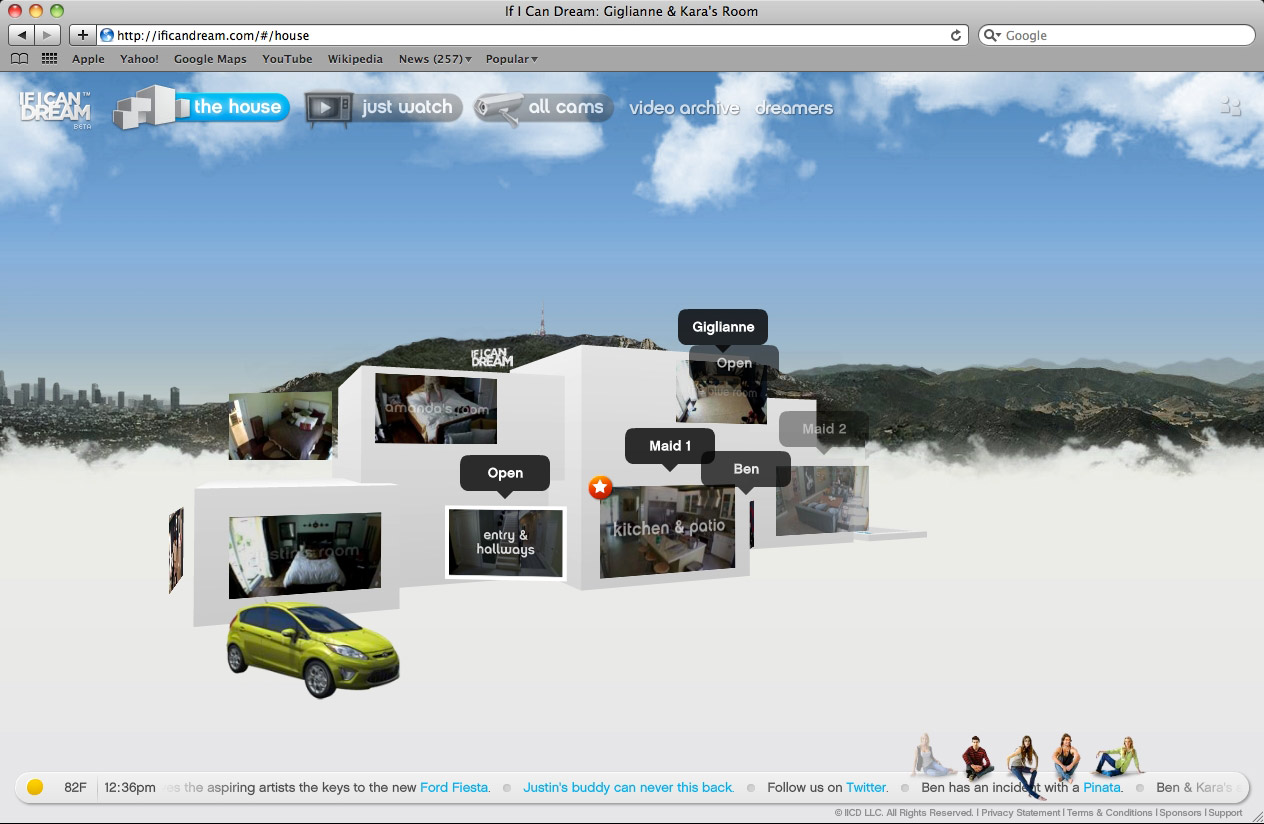 If I Can Dream: Giglianne & Kara's Room
http://ificandream.com/#/house
Google
Apple Yahoo! Google Maps YouTube Wikipedia News (257) Popular
IF I CAN DREAM™ BETA
the house
just watch
all cams
video archive
dreamers
Giglianne
Open
IF I CAN DREAM
amanda's room
Maid 2
Maid 1
Ben
Open
kitchen & patio
entry &
hallways
room
82F 12:36pm es the aspiring artists the keys to the new Ford Fiesta. Justin's buddy can never this back. Follow us on Twitter. Ben has an incident with a Pinata. Ben & Kara's s
© IICD LLC. All Rights Reserved. | Privacy Statement | Terms & Conditions | Sponsors | Support